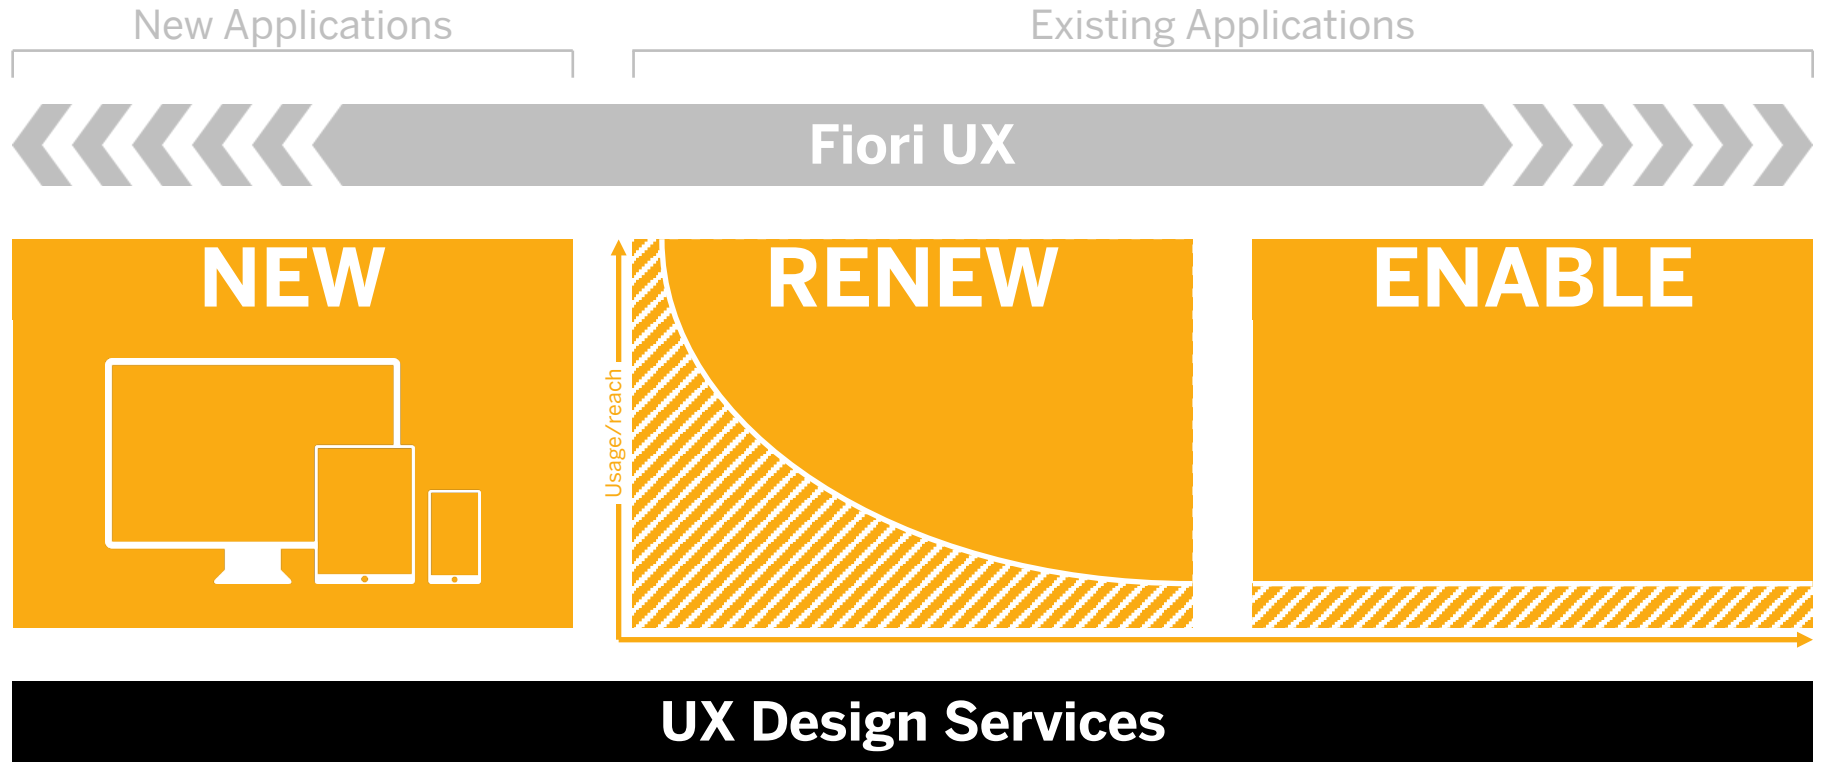 New Applications
Existing Applications
Fiori UX
NEW
RENEW
ENABLE
Usage/reach
UX Design Services